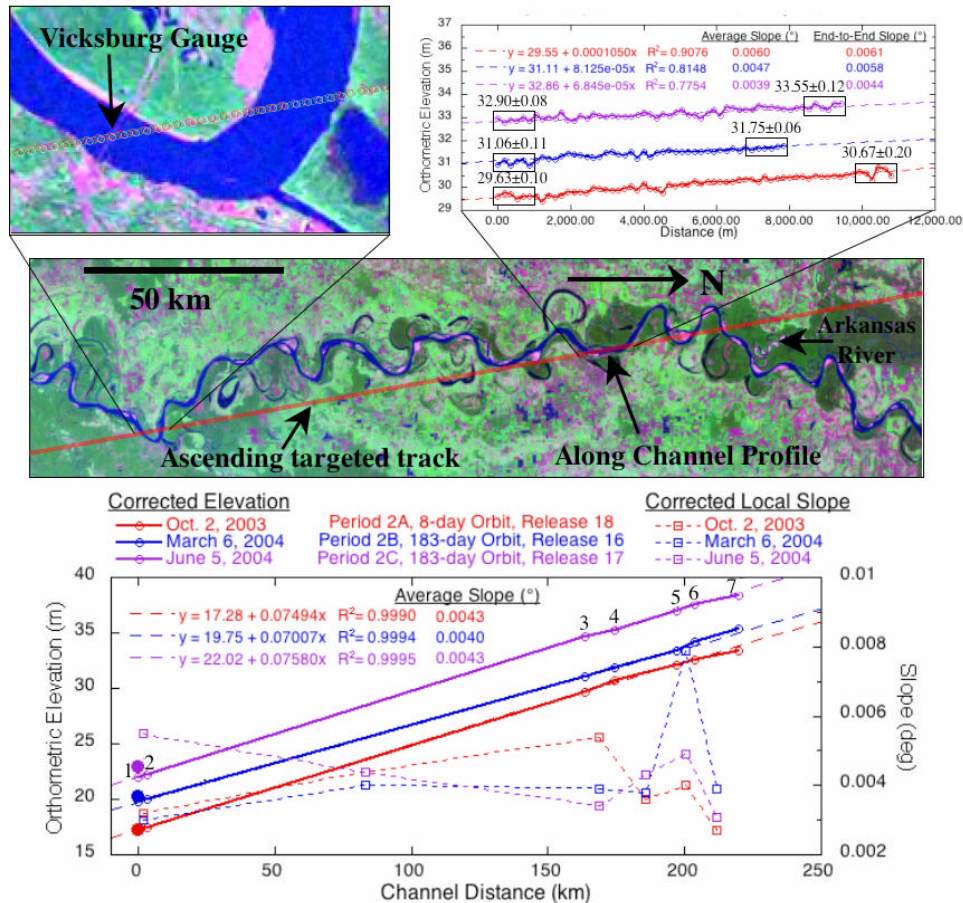 Vicksburg Gauge
Average Slope (°) End-to-End Slope (°)
y = 29.55 + 0.0001050x R²= 0.9076 0.0060 0.0061
y = 31.11 + 8.125e-05x R²= 0.8148 0.0047 0.0058
y = 32.86 + 6.845e-05x R²= 0.7754 0.0039 0.0044
37
36
35
34
33
32
31
30
29
Orthometric Elevation (m)
32.90±0.08 33.55±0.12
31.06±0.11 31.75±0.06
29.63±0.10 30.67±0.20
0.00 2,000.00 4,000.00 6,000.00 8,000.00 10,000.00 12,000.00
Distance (m)
50 km
N
Arkansas
River
Ascending targeted track
Along Channel Profile
Corrected Elevation Corrected Local Slope
Oct. 2, 2003 Period 2A, 8-day Orbit, Release 18 Oct. 2, 2003
March 6, 2004 Period 2B, 183-day Orbit, Release 16 March 6, 2004
June 5, 2004 Period 2C, 183-day Orbit, Release 17 June 5, 2004
Average Slope (°)
y = 17.28 + 0.07494x R²= 0.9990 0.0043
y = 19.75 + 0.07007x R²= 0.9994 0.0040
y = 22.02 + 0.07580x R²= 0.9995 0.0043
40
35
30
25
20
15
Orthometric Elevation (m)
1 2 3 4 5 6 7
0.01
0.008
0.006
0.004
0.002
Slope (deg)
0 50 100 150 200 250
Channel Distance (km)